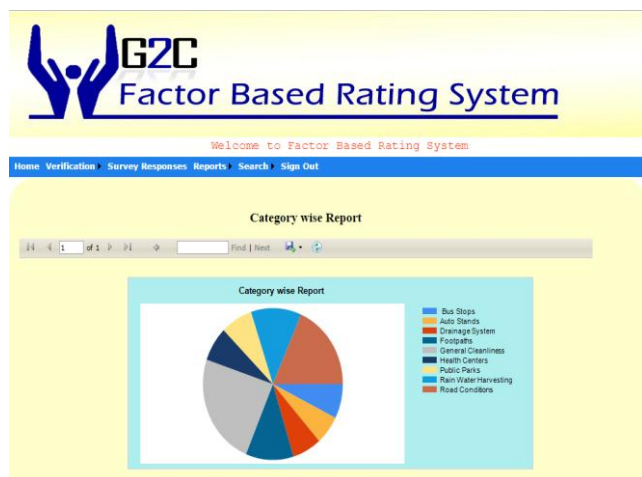 G2C
Factor Based Rating System
Welcome to Factor Based Rating System
Home Verification Survey Responses Reports Search Sign Out
Category wise Report
1 of 1 Find | Next
Category wise Report
Bus Stops
Auto Stands
Drainage System
Footpaths
General Cleanliness
Health Centers
Public Parks
Rain Water Harvesting
Road Conditions